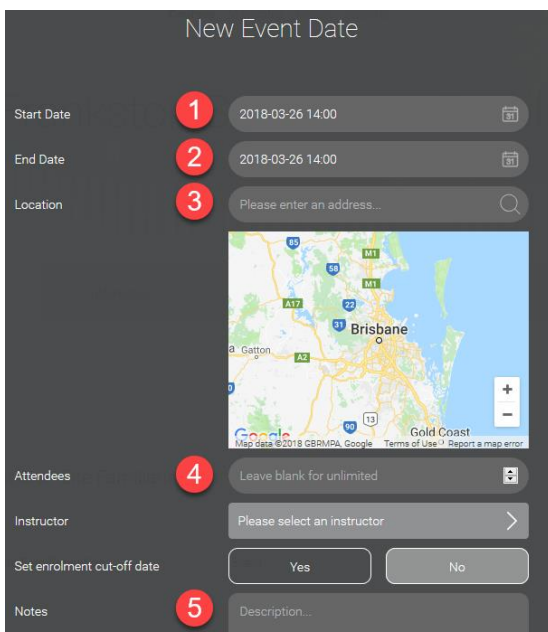 New Event Date
Start Date 1 2018-03-26 14:00 31
End Date 2 2018-03-26 14:00 31
Location 3 Please enter an address...
85
M1
58
M1
A17 22
31 Brisbane
a Gatton
A2
+
−
13
90 Gold Coast
Google
Map data ©2018 GBRMPA, Google Terms of Use Report a map error
Attendees 4 Leave blank for unlimited
Instructor Please select an instructor
Set enrolment cut-off date Yes No
Notes 5 Description...